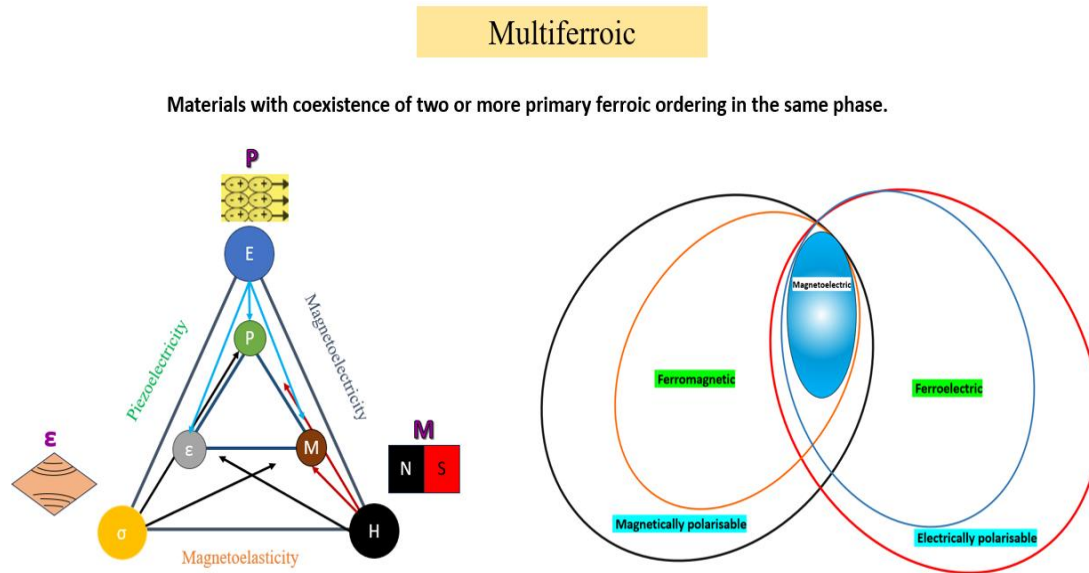 Multiferroic
Materials with coexistence of two or more primary ferroic ordering in the same phase.
P
- + - +
- + - +
- + - +
E
P
Piezoelectricity
Magnetoelectricity
ε
ε
M
M
N S
σ
H
Magnetoelasticity
Magnetoelectric
Ferromagnetic
Ferroelectric
Magnetically polarisable
Electrically polarisable